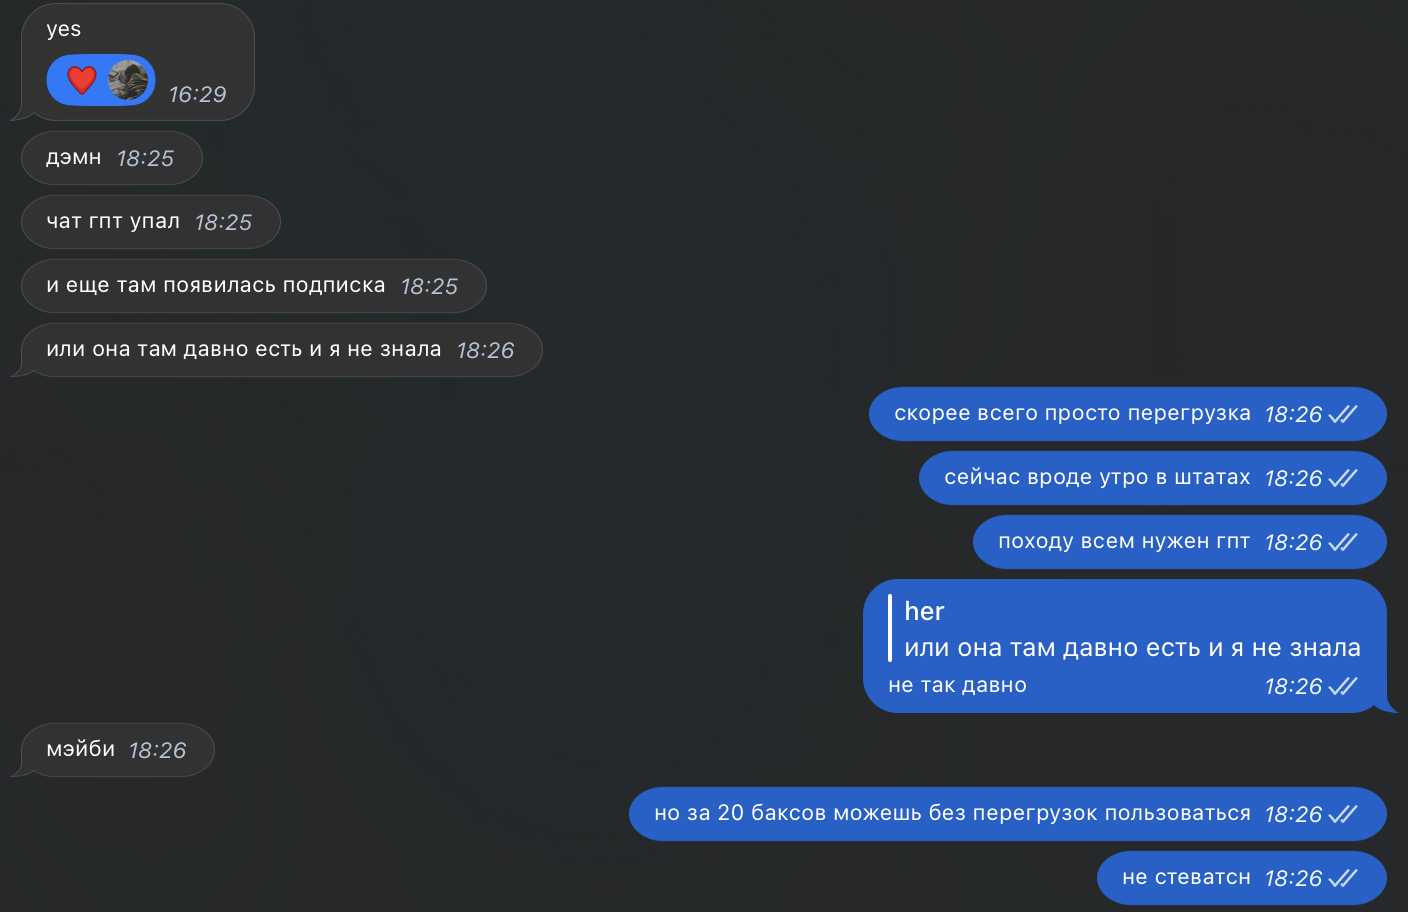 yes
16:29
дэмн 18:25
чат гпт упал 18:25
и еще там появилась подписка 18:25
или она там давно есть и я не знала 18:26
скорее всего просто перегрузка 18:26
сейчас вроде утро в штатах 18:26
походу всем нужен гпт 18:26
her
или она там давно есть и я не знала
не так давно 18:26
мэйби 18:26
но за 20 баксов можешь без перегрузок пользоваться 18:26
не стеватсн 18:26